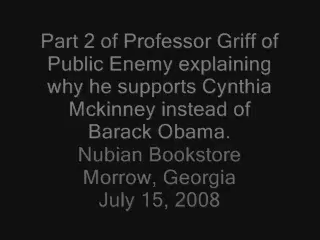 Part 2 of Professor Griff of
Public Enemy explaining
why he supports Cynthia
Mckinney instead of
Barack Obama.
Nubian Bookstore
Morrow, Georgia
July 15, 2008